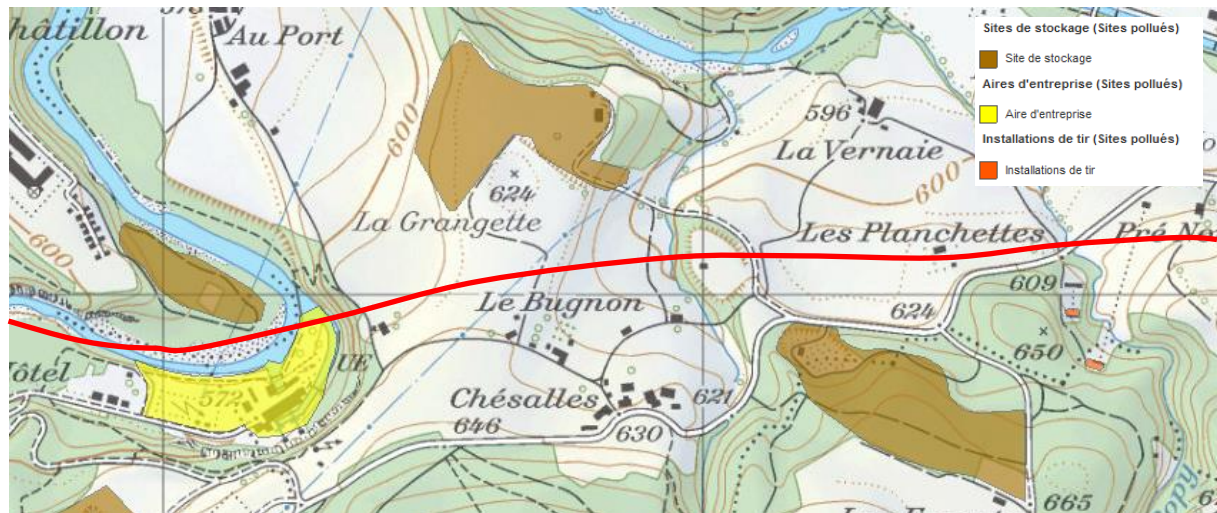 hâtillon
Au Port
Sites de stockage (Sites pollués)
Site de stockage
Aires d'entreprise (Sites pollués)
Aire d'entreprise
Installations de tir (Sites pollués)
Installations de tir
600
596
La Vernaie
600
624
La Grangette
Les Planchettes
Pré No
600
609
Le Bugnon
624
650
UE
Hôtel
572
Chésalles
621
646
630
665